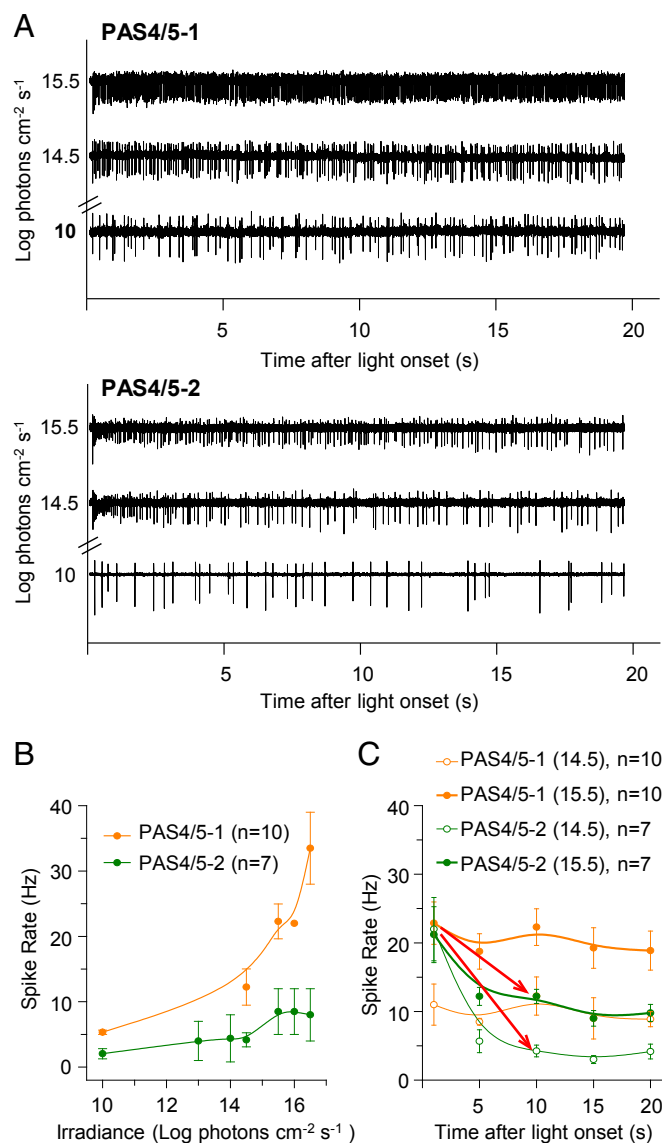 A
PAS4/5-1
Log photons cm-2 s-1
15.5
14.5
10
5 10 15 20
Time after light onset (s)
PAS4/5-2
Log photons cm-2 s-1
15.5
14.5
10
5 10 15 20
Time after light onset (s)
B
PAS4/5-1 (n=10)
PAS4/5-2 (n=7)
Spike Rate (Hz)
40
30
20
10
0
10 12 14 16
Irradiance (Log photons cm-2 s-1)
C
PAS4/5-1 (14.5), n=10
PAS4/5-1 (15.5), n=10
PAS4/5-2 (14.5), n=7
PAS4/5-2 (15.5), n=7
Spike Rate (Hz)
40
20
0
5 10 15 20
Time after light onset (s)